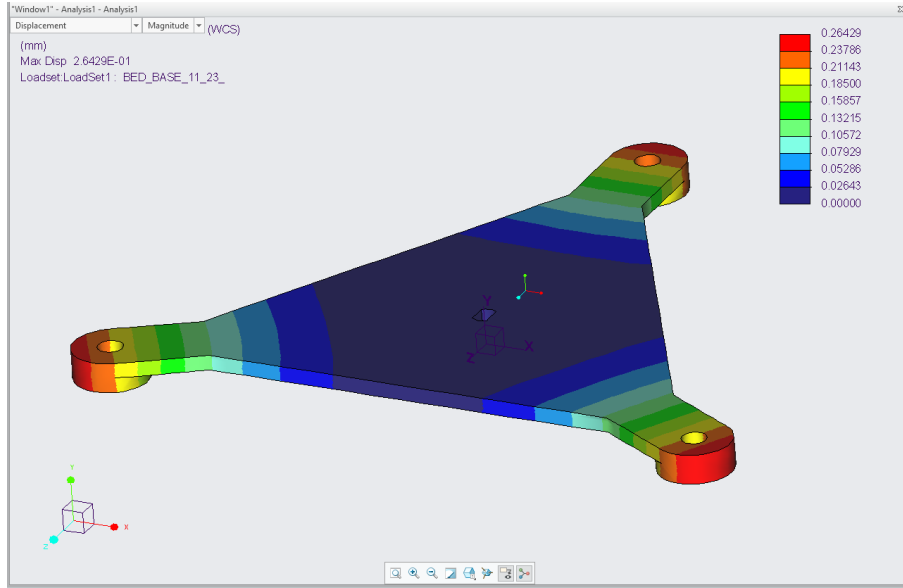 "Window1" - Analysis1 - Analysis1
Displacement Magnitude (WCS)
(mm)
Max Disp 2.6429E-01
Loadset:LoadSet1 : BED_BASE_11_23_
0.26429
0.23786
0.21143
0.18500
0.15857
0.13215
0.10572
0.07929
0.05286
0.02643
0.00000
Y
Z X
Y
X
Z